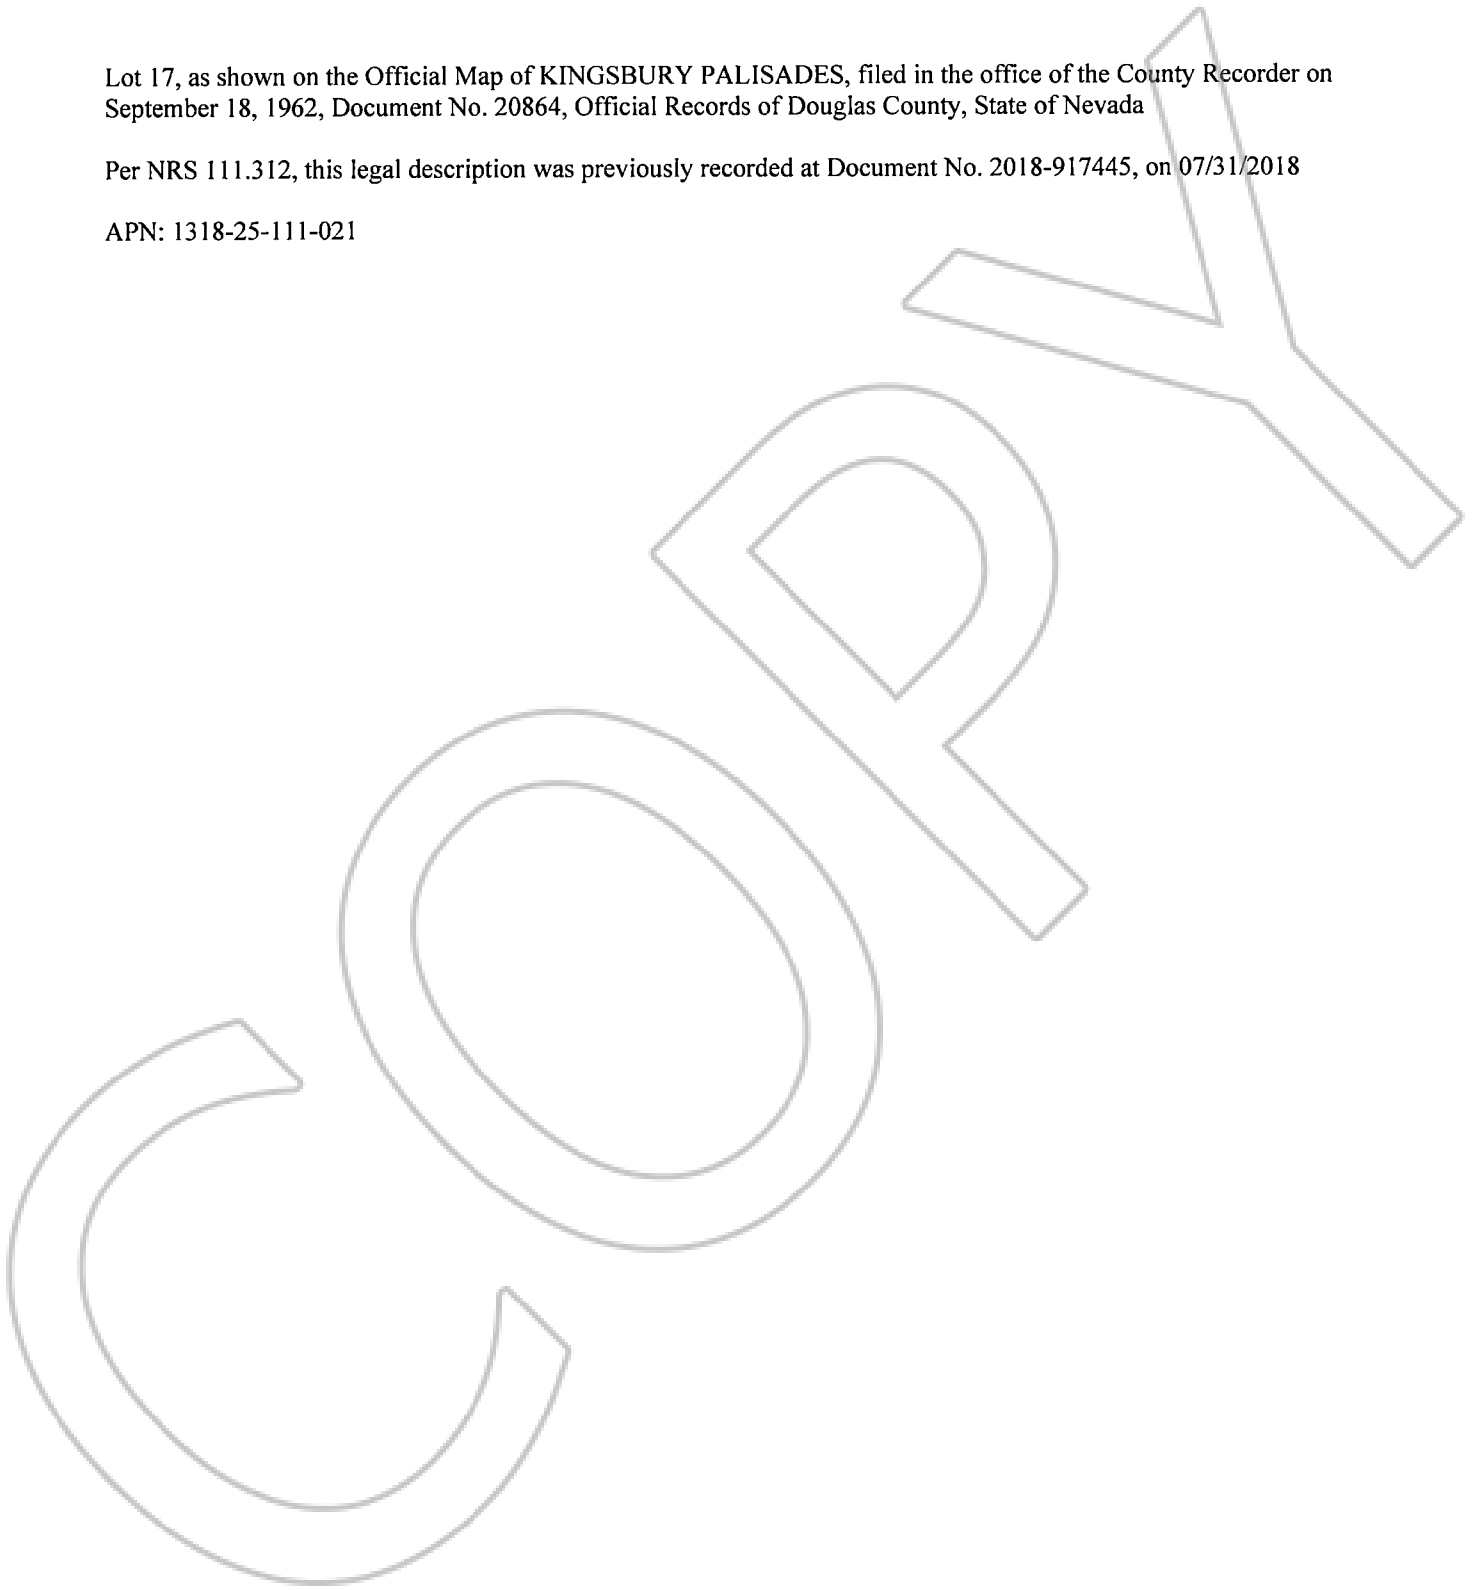 Lot 17, as shown on the Official Map of KINGSBURY PALISADES, filed in the office of the County Recorder on
September 18, 1962, Document No. 20864, Official Records of Douglas County, State of Nevada
Per NRS 111.312, this legal description was previously recorded at Document No. 2018-917445, on 07/31/2018
APN: 1318-25-111-021
COPY